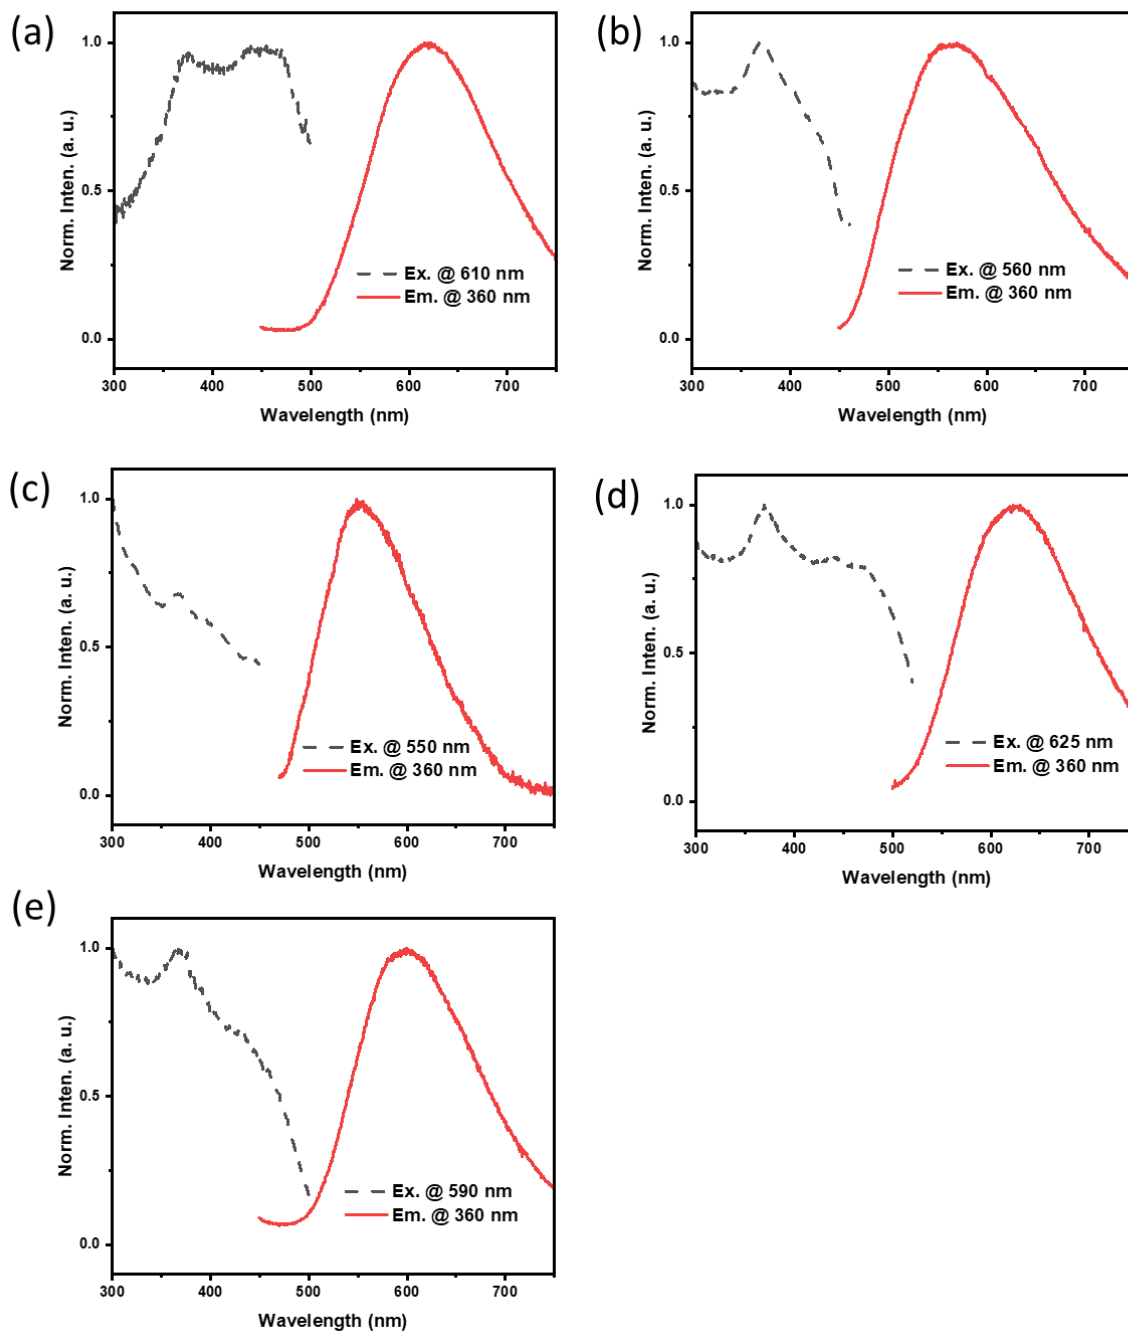 (a)
Norm. Inten. (a. u.)
1.0
0.5
0.0
Ex. @ 610 nm
Em. @ 360 nm
300 400 500 600 700
Wavelength (nm)
(b)
Norm. Inten. (a. u.)
1.0
0.5
0.0
Ex. @ 560 nm
Em. @ 360 nm
300 400 500 600 700
Wavelength (nm)
(c)
Norm. Inten. (a. u.)
1.0
0.5
0.0
Ex. @ 550 nm
Em. @ 360 nm
300 400 500 600 700
Wavelength (nm)
(d)
Norm. Inten. (a. u.)
1.0
0.5
0.0
Ex. @ 625 nm
Em. @ 360 nm
300 400 500 600 700
Wavelength (nm)
(e)
Norm. Inten. (a. u.)
1.0
0.5
0.0
Ex. @ 590 nm
Em. @ 360 nm
300 400 500 600 700
Wavelength (nm)